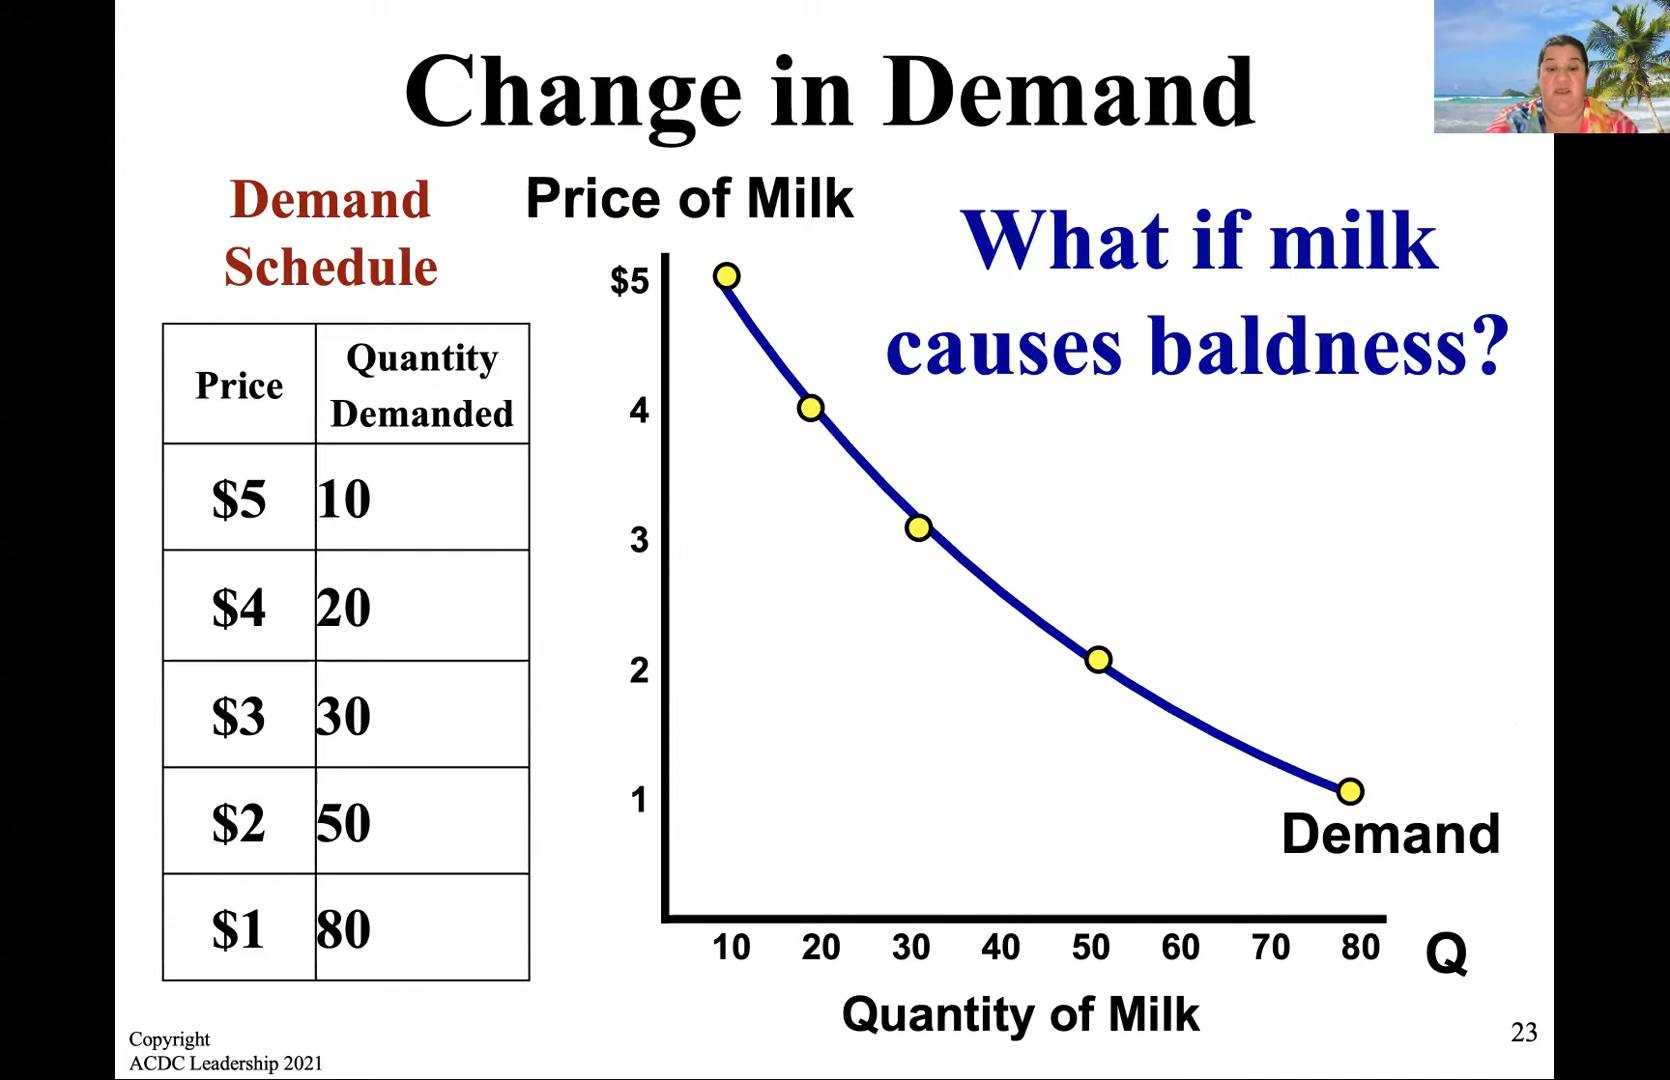 Change in Demand
Demand
Schedule
Price
Quantity
Demanded
$5 10
$4 20
$3 30
$2 50
$1 80
Price of Milk
What if milk
causes baldness?
$5
4
3
2
1
Demand
10 20 30 40 50 60 70 80 Q
Quantity of Milk
Copyright
ACDC Leadership 2021
23